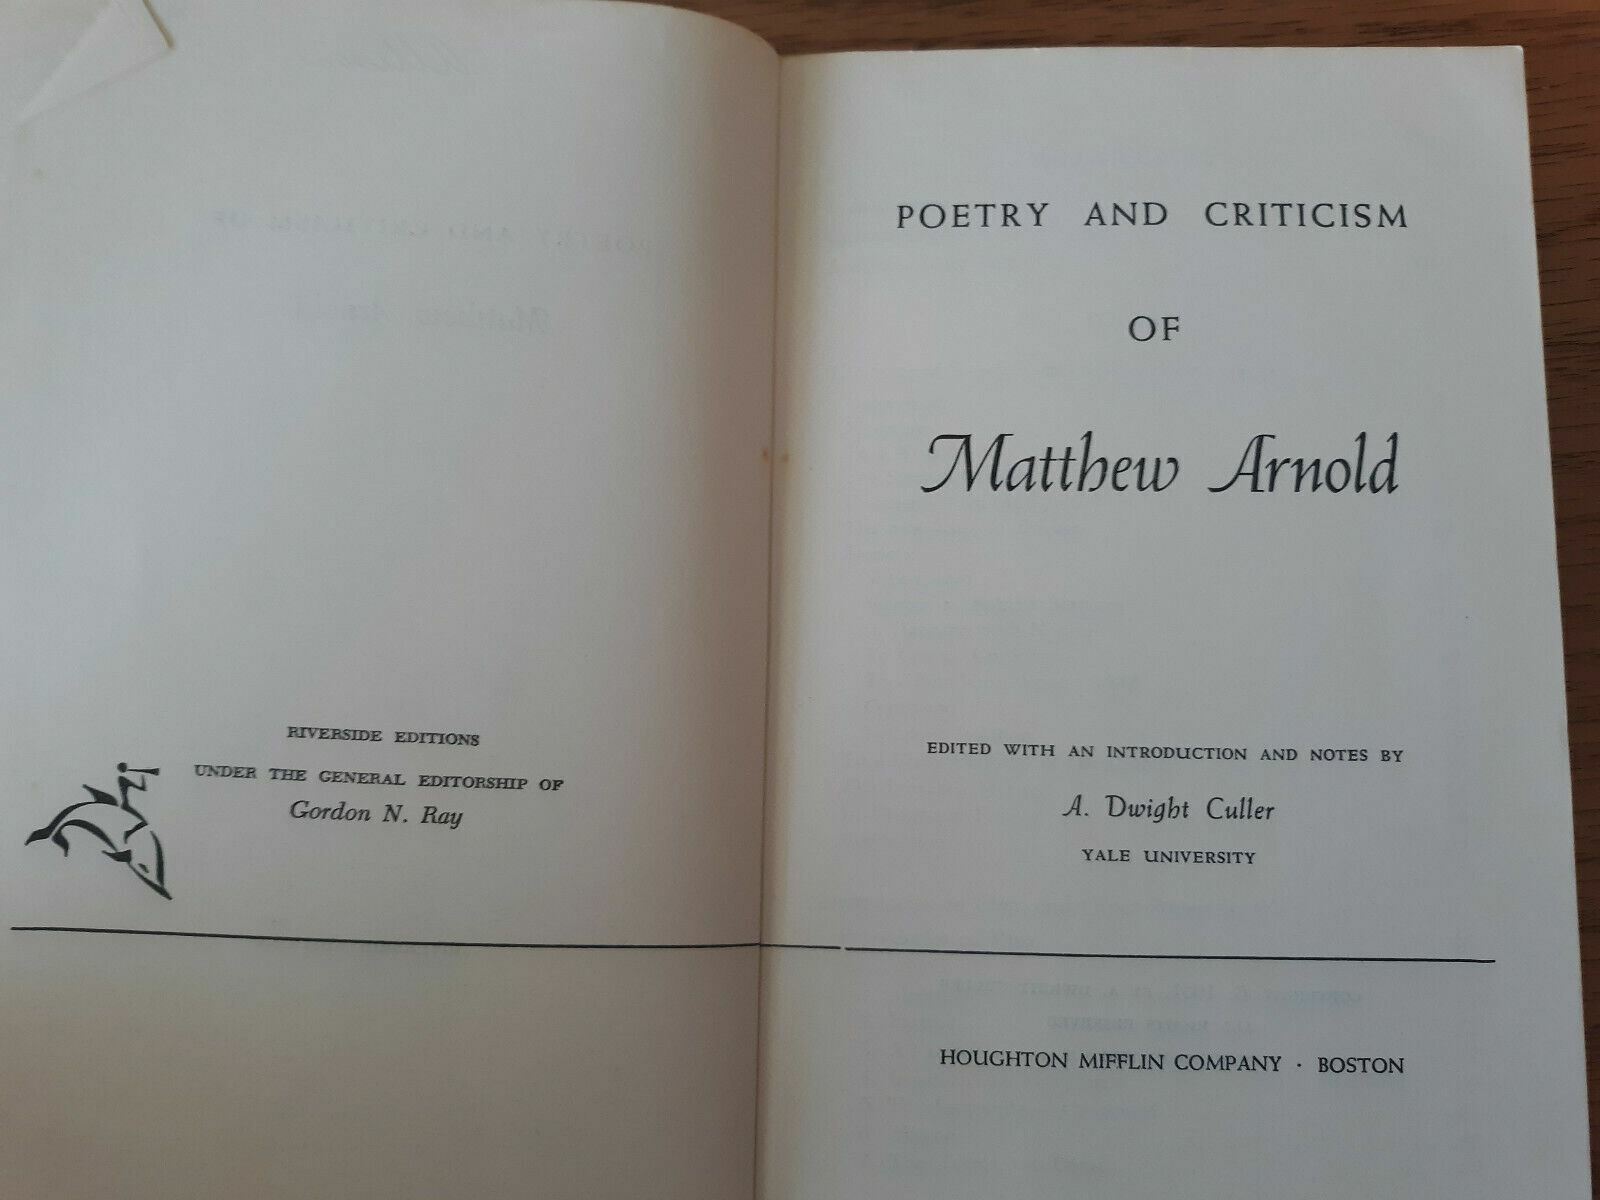 RIVERSIDE EDITIONS
UNDER THE GENERAL EDITORSHIP OF
Gordon N. Ray
POETRY AND CRITICISM
OF
Matthew Arnold
EDITED WITH AN INTRODUCTION AND NOTES BY
A. Dwight Culler
YALE UNIVERSITY
HOUGHTON MIFFLIN COMPANY · BOSTON